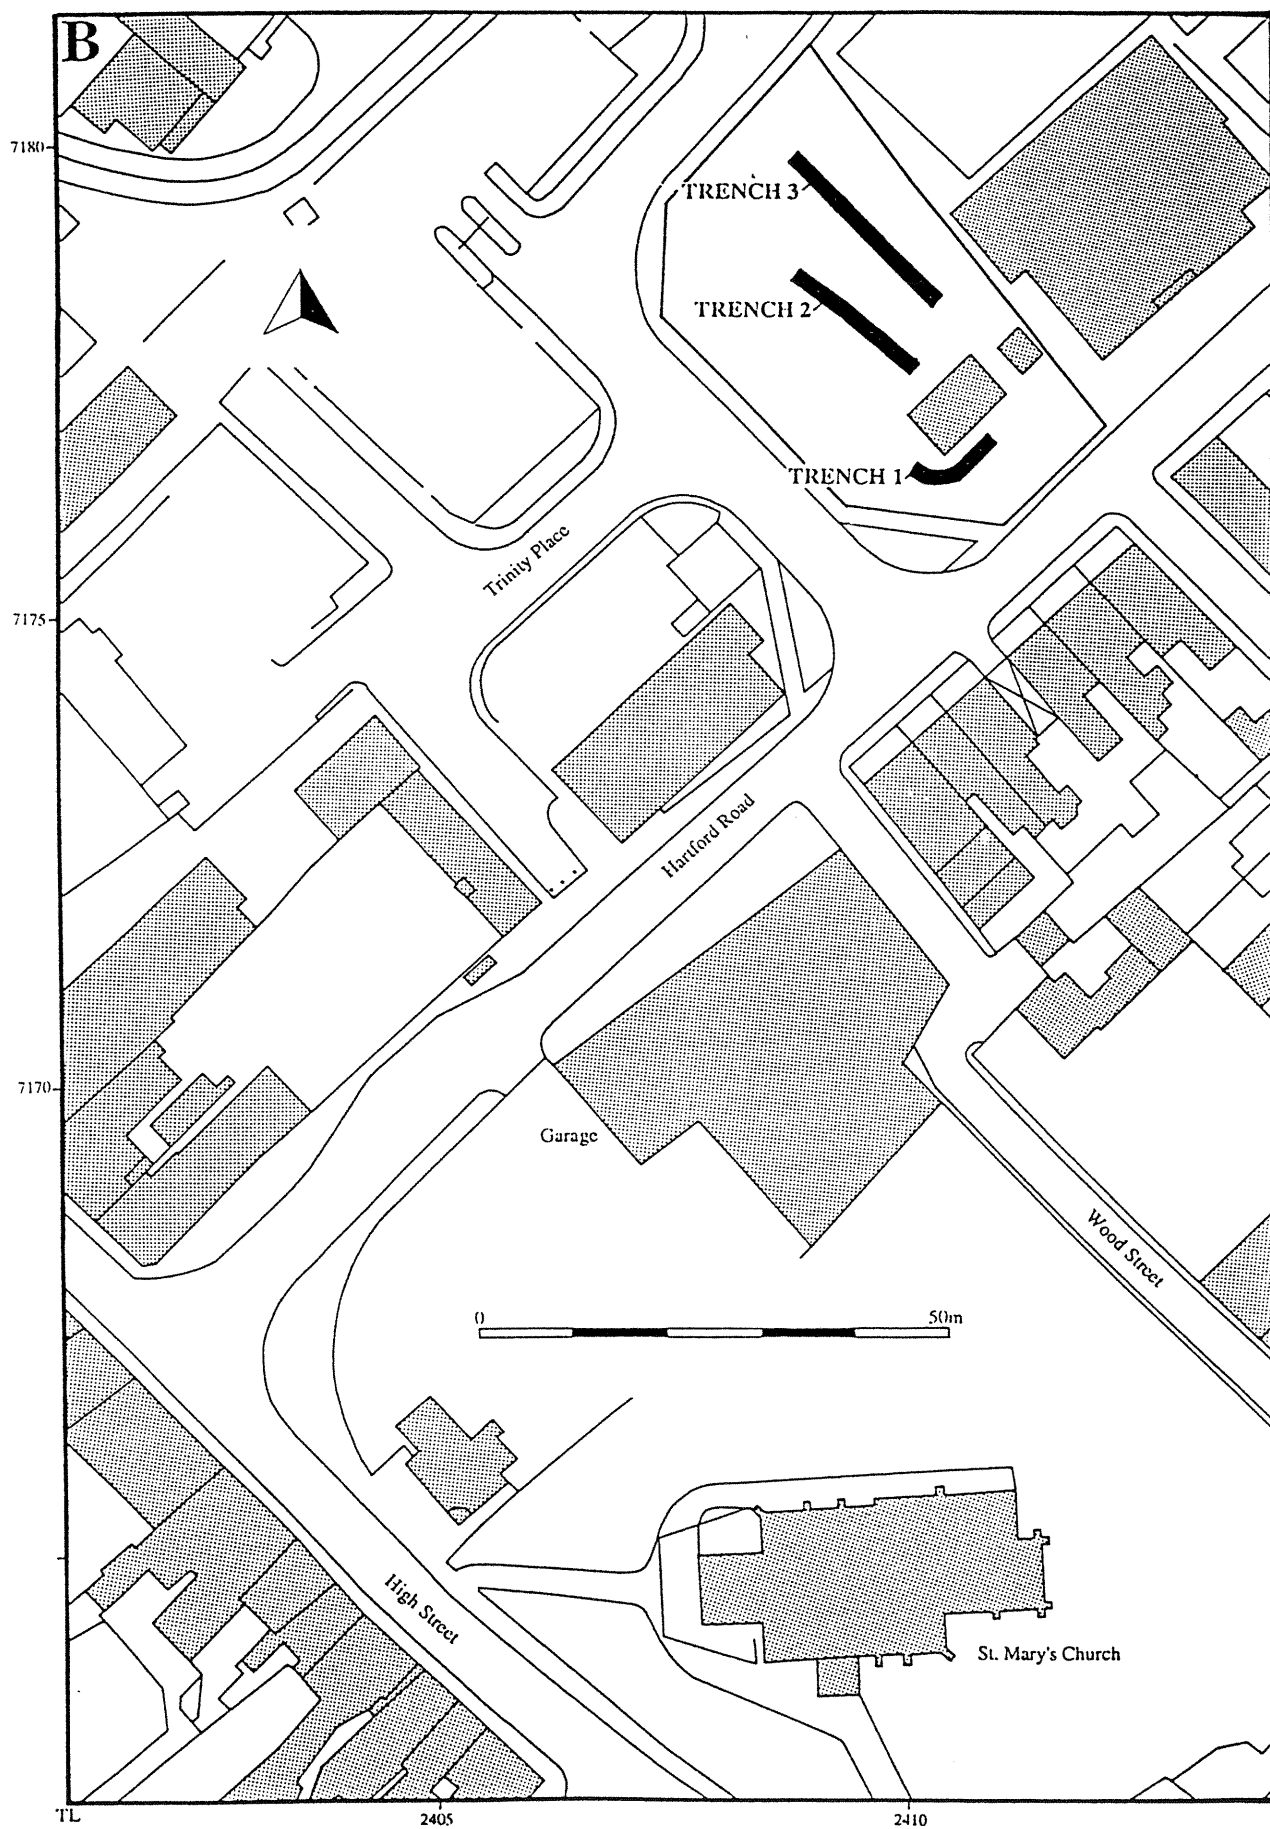 B
7180
TRENCH 3
TRENCH 2
TRENCH 1
Trinity Place
7175
Hartford Road
7170
Garage
Wood Street
0 50m
High Street
St. Mary's Church
TL 2405 2410